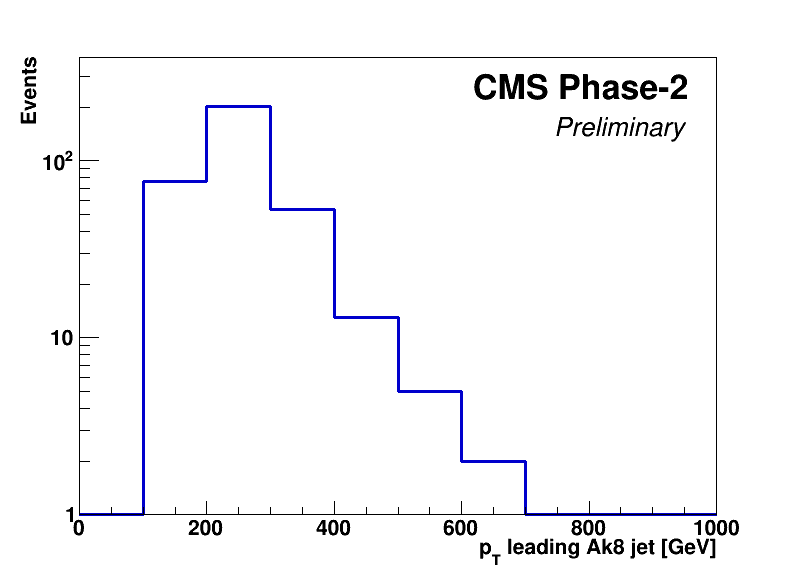 Events
CMS Phase-2
Preliminary
10²
10
1
0 200 400 600 800 1000
p_T leading Ak8 jet [GeV]